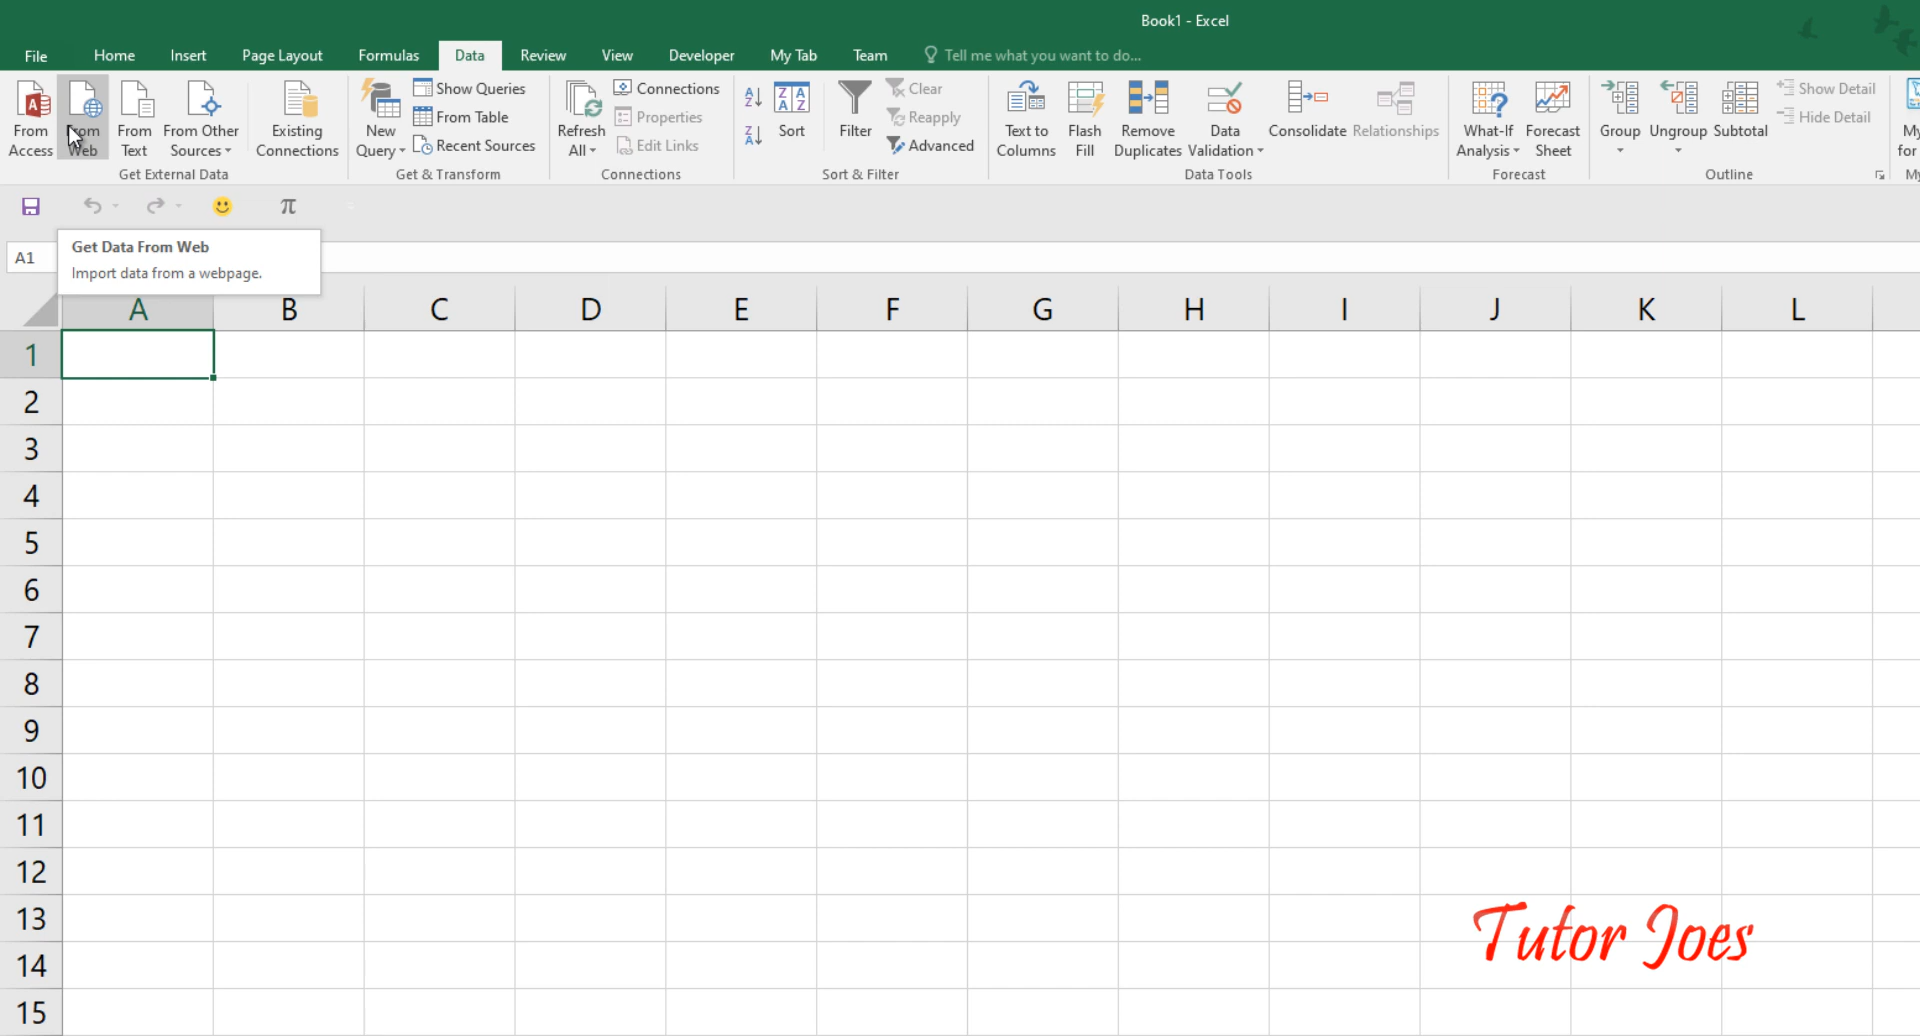 Book1 - Excel
File Home Insert Page Layout Formulas Data Review View Developer My Tab Team Tell me what you want to do...
From Access
From Web
From Text
From Other Sources
Existing Connections
Get External Data
New Query
Show Queries
From Table
Recent Sources
Get & Transform
Refresh All
Connections
Properties
Edit Links
Connections
Sort
Filter
Clear
Reapply
Advanced
Sort & Filter
Text to Columns
Flash Fill
Remove Duplicates
Data Validation
Consolidate
Relationships
Data Tools
What-If Analysis
Forecast Sheet
Forecast
Group
Ungroup
Subtotal
Show Detail
Hide Detail
Outline
π
A1
Get Data From Web
Import data from a webpage.
A B C D E F G H I J K L
1
2
3
4
5
6
7
8
9
10
11
12
13
14
15
Tutor Joes